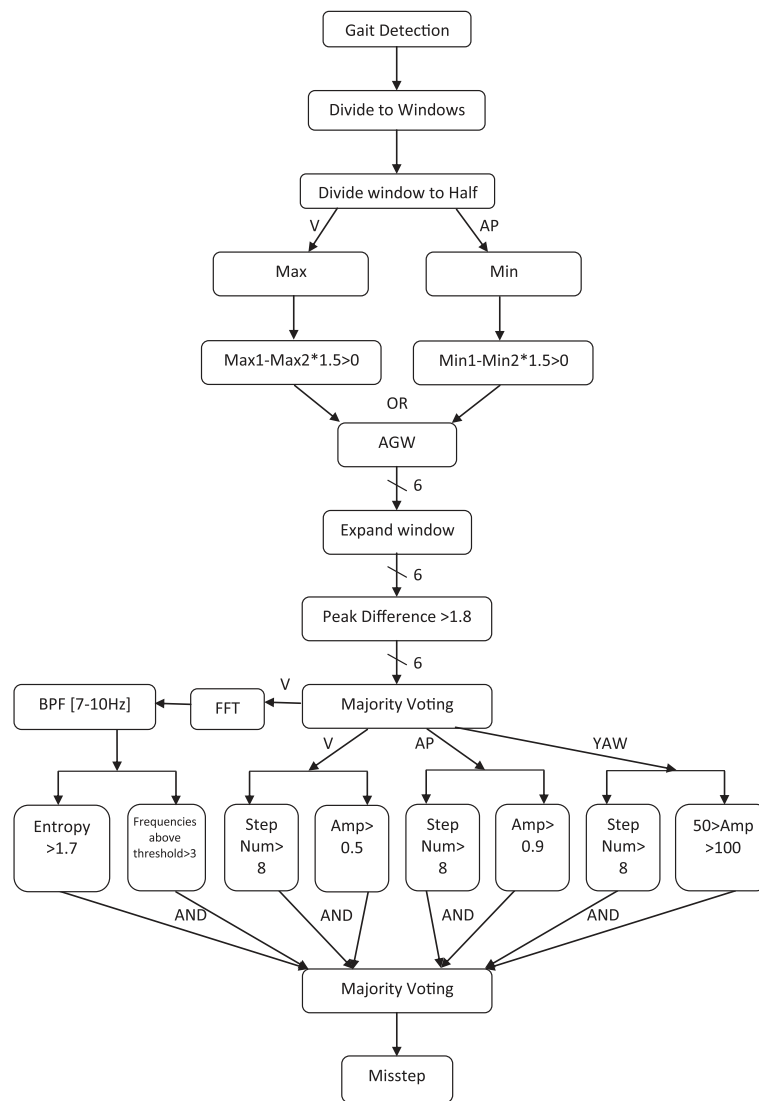 Gait Detection
Divide to Windows
Divide window to Half
V
AP
Max
Min
Max1-Max2*1.5>0
Min1-Min2*1.5>0
OR
AGW
6
Expand window
6
Peak Difference >1.8
6
V
BPF [7-10Hz]
FFT
Majority Voting
V
AP
YAW
Entropy
>1.7
Frequencies
above
threshold>3
Step
Num>
8
Amp>
0.5
Step
Num>
8
Amp>
0.9
Step
Num>
8
50>Amp
>100
AND
AND
AND
AND
Majority Voting
Misstep